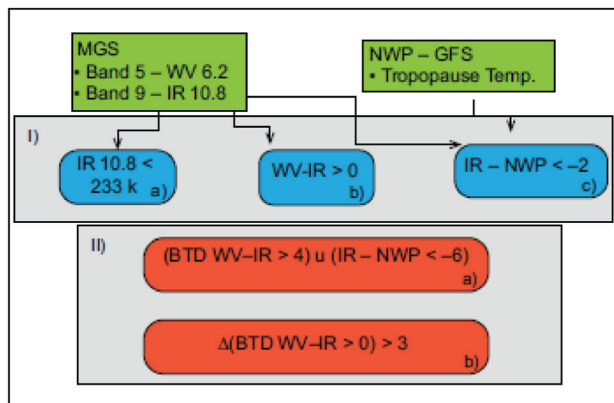 MGS
▪ Band 5 – WV 6.2
▪ Band 9 – IR 10.8
NWP – GFS
▪ Tropopause Temp.
I)
IR 10.8 <
233 k a)
WV-IR > 0
b)
IR – NWP < –2
c)
II)
(BTD WV–IR > 4) u (IR – NWP < –6)
a)
Δ(BTD WV–IR > 0) > 3
b)